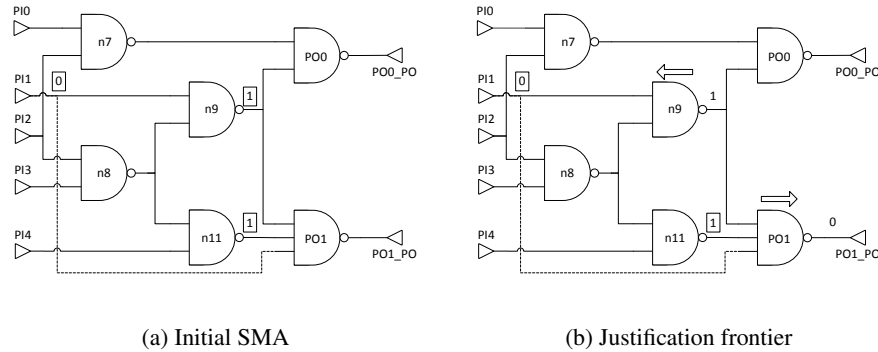 PI0
n7
PO0
PO0_PO
PI1
0
1
n9
PI2
PI3
n8
PI4
1
n11
PO1
PO1_PO
(a) Initial SMA
PI0
n7
PO0
PO0_PO
PI1
0
1
n9
PI2
PI3
n8
PI4
1
n11
PO1
0
PO1_PO
(b) Justification frontier